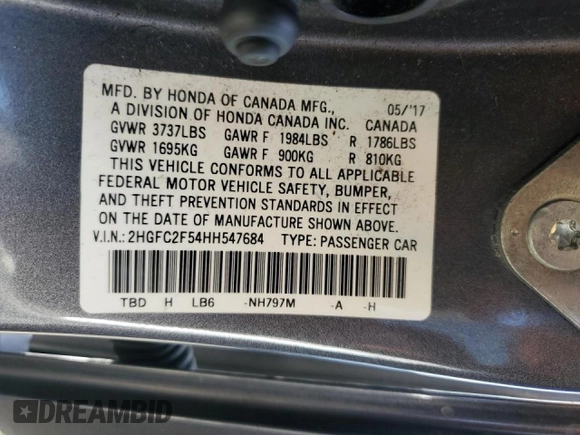 MFD. BY HONDA OF CANADA MFG., 05/'17
A DIVISION OF HONDA CANADA INC. CANADA
GVWR 3737LBS GAWR F 1984LBS R 1786LBS
GVWR 1695KG GAWR F 900KG R 810KG
THIS VEHICLE CONFORMS TO ALL APPLICABLE
FEDERAL MOTOR VEHICLE SAFETY, BUMPER,
AND THEFT PREVENTION STANDARDS IN EFFECT
ON THE DATE OF MANUFACTURE SHOWN ABOVE.
V.I.N.: 2HGFC2F54HH547684 TYPE: PASSENGER CAR
TBD H LB6 -NH797M -A -H
DREAMBID